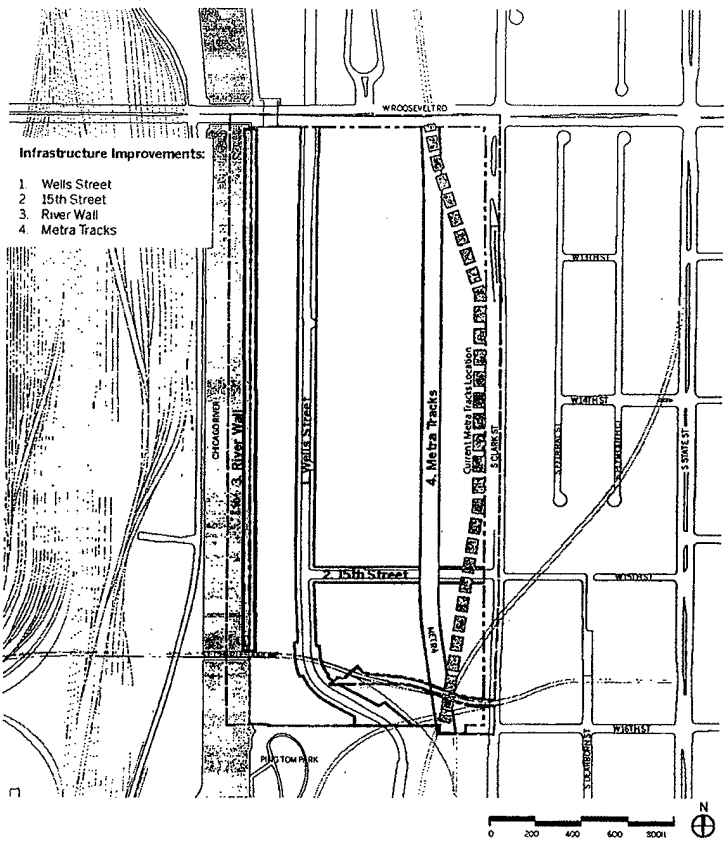 W ROOSEVELT RD
Infrastructure Improvements:
1. Wells Street
2 15th Street
3. River Wall
4. Metra Tracks
W 13TH ST
W 14TH ST
CHICAGO RIVER
3. River Wall
1. Wells Street
4. Metra Tracks
Current Metra Tracks Location
S CLARK ST
S STATE ST
2. 15th Street
W 15TH ST
METRA
W 16TH ST
PING TOM PARK
S DEARBORN ST
N
0 200 400 600 800ft